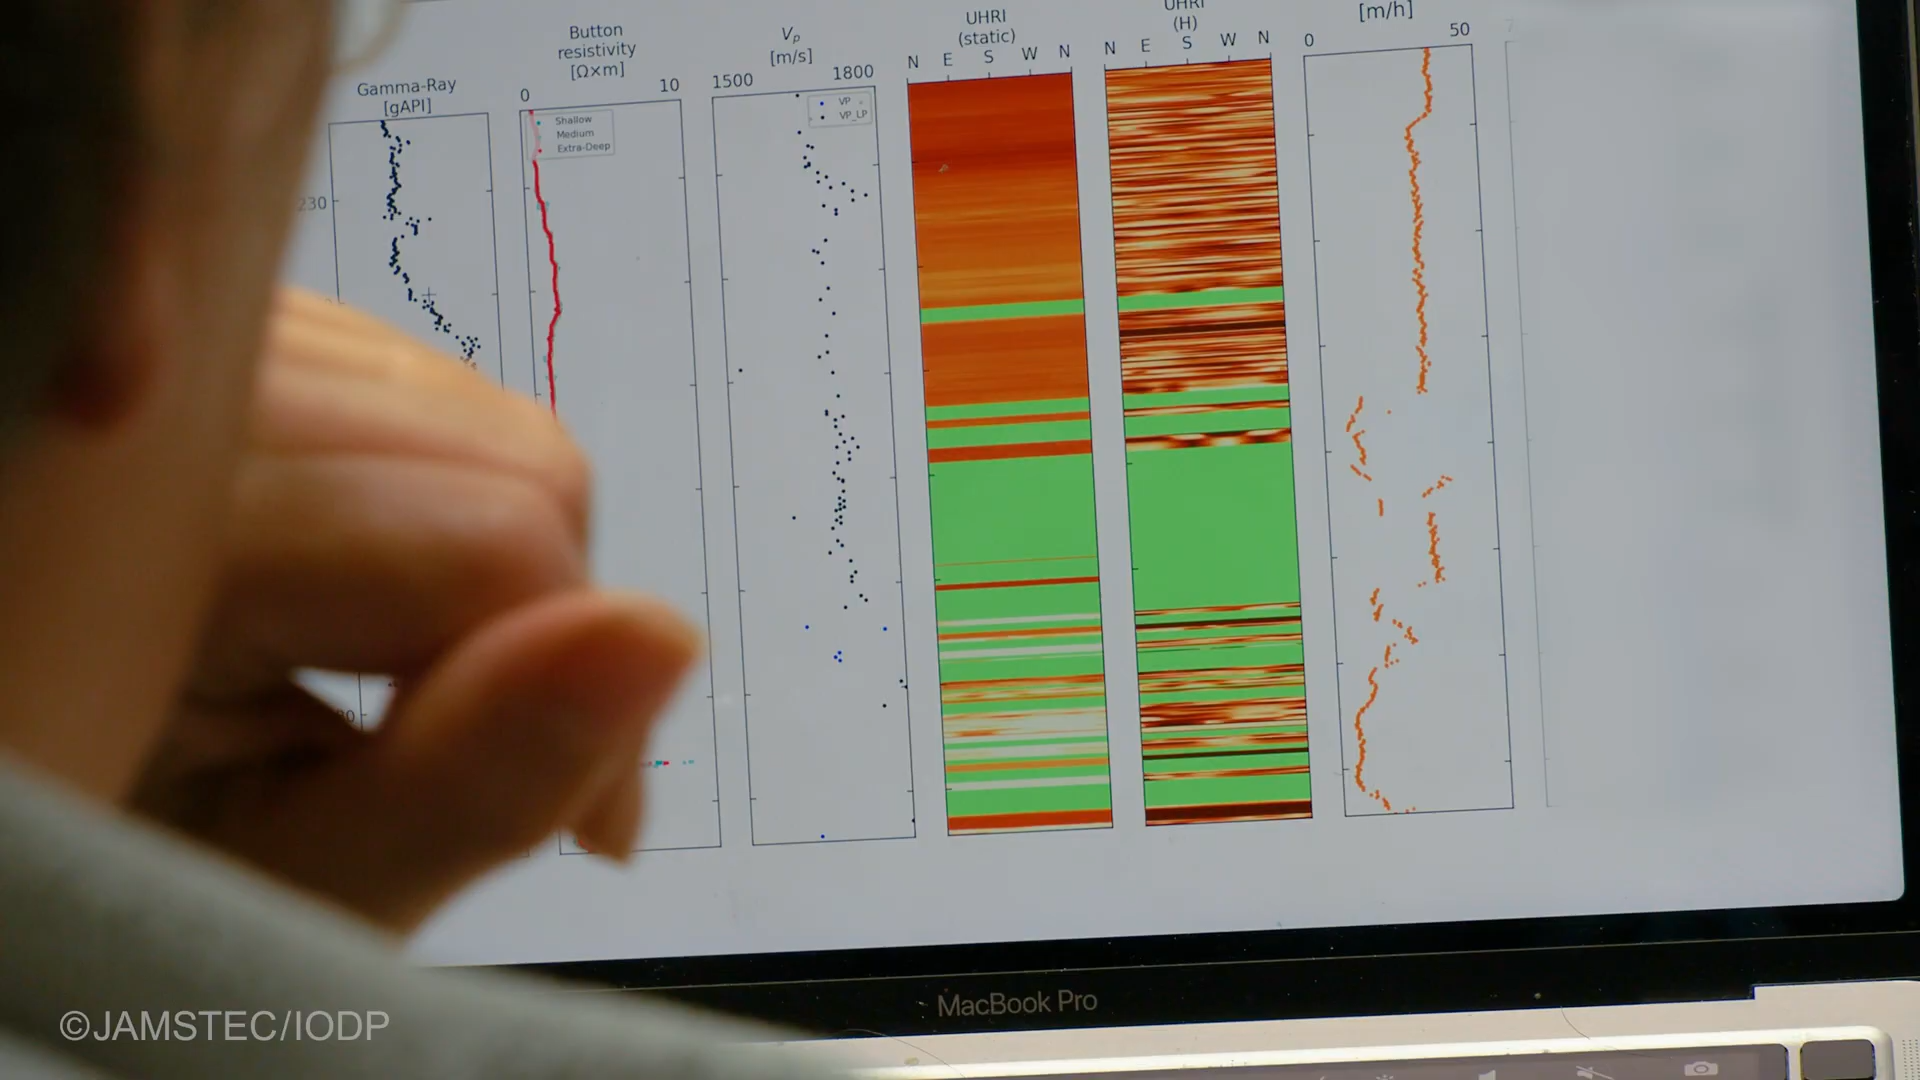 Gamma-Ray
[gAPI]
230
Button
resistivity
[Ω×m]
0 10
Shallow
Medium
Extra-Deep
Vp
[m/s]
1500 1800
VP
VP_LP
UHRI
(static)
N E S W N
UHRI
(H)
N E S W N
[m/h]
0 50
MacBook Pro
©JAMSTEC/IODP